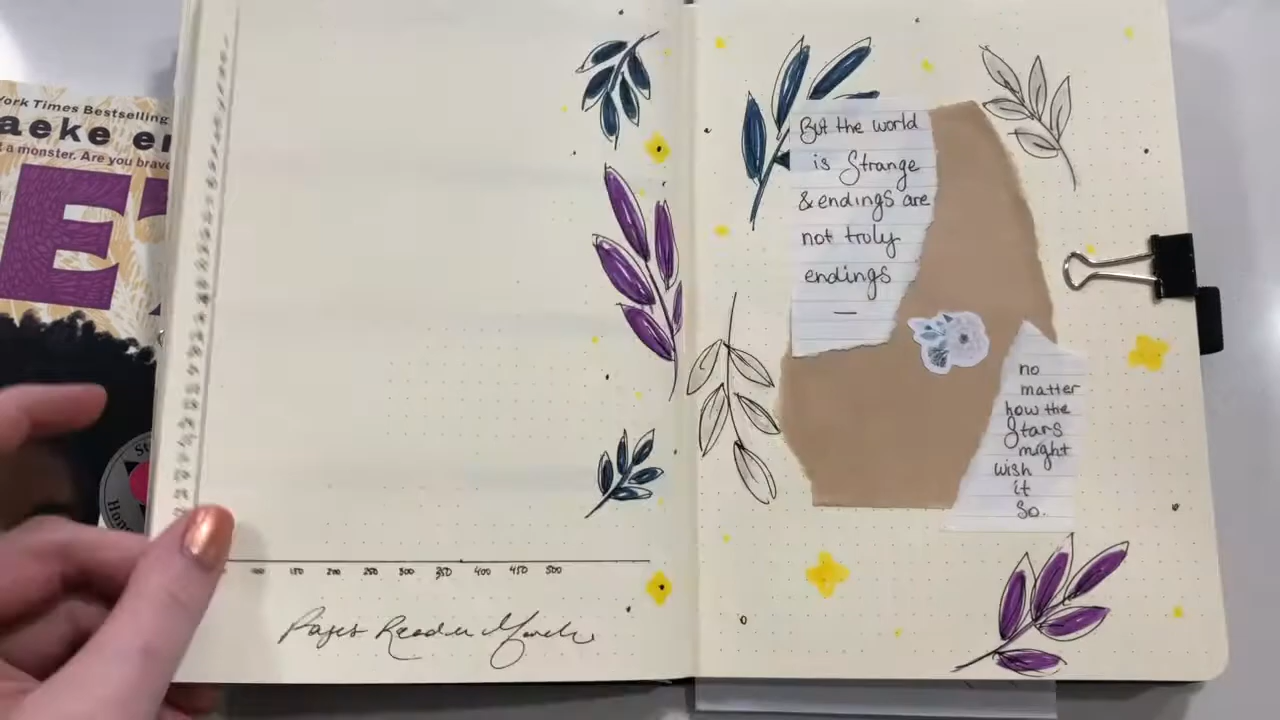 York Times Bestselling
aeke e
a monster. Are you brave
E
100 150 200 250 300 350 400 450 500
Pages Read in March
But the world
is Strange
& endings are
not truly
endings
—
no
matter
how the
Stars
might
wish
it
So.